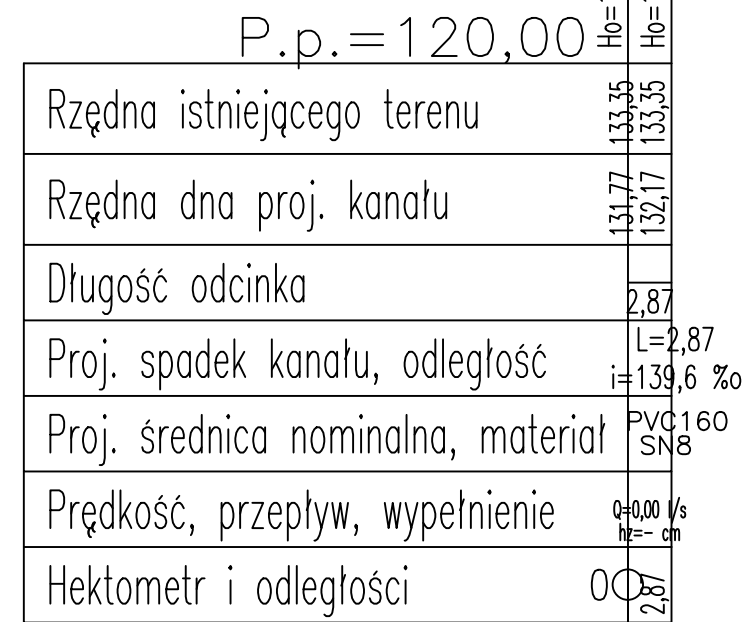 P.p.=120,00 Ho= Ho=
Rzędna istniejącego terenu 133,35 133,35
Rzędna dna proj. kanału 131,77 132,17
Długość odcinka 2,87
Proj. spadek kanału, odległość L=2,87
i=139,6 %o
Proj. średnica nominalna, materiał PVC160
SN8
Prędkość, przepływ, wypełnienie Q=0,00 l/s
hz=- cm
Hektometr i odległości 0 2,87